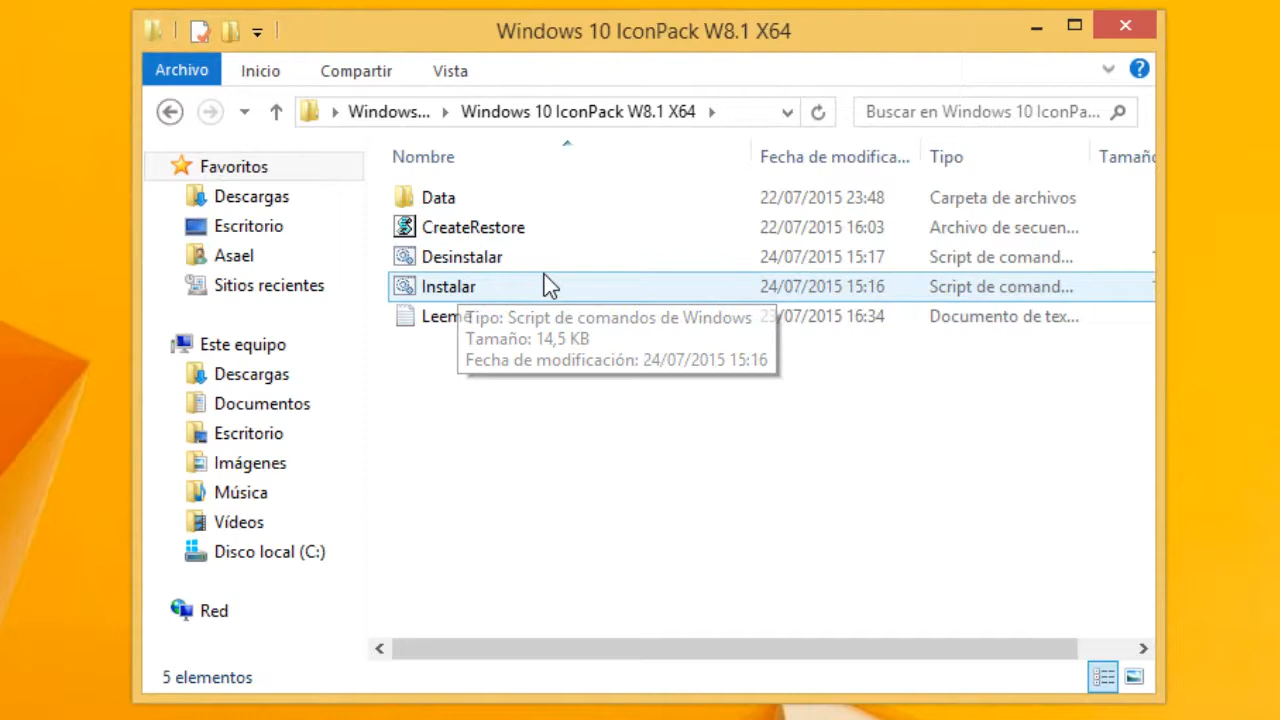 Windows 10 IconPack W8.1 X64
Archivo Inicio Compartir Vista
Windows... Windows 10 IconPack W8.1 X64 Buscar en Windows 10 IconPa...
Nombre Fecha de modifica... Tipo Tamaño
Favoritos
Descargas
Escritorio
Asael
Sitios recientes
Este equipo
Descargas
Documentos
Escritorio
Imágenes
Música
Vídeos
Disco local (C:)
Red
Data 22/07/2015 23:48 Carpeta de archivos
CreateRestore 22/07/2015 16:03 Archivo de secuen...
Desinstalar 24/07/2015 15:17 Script de comand...
Instalar 24/07/2015 15:16 Script de comand...
/07/2015 16:34 Documento de tex...
Tipo: Script de comandos de Windows
Tamaño: 14,5 KB
Fecha de modificación: 24/07/2015 15:16
5 elementos